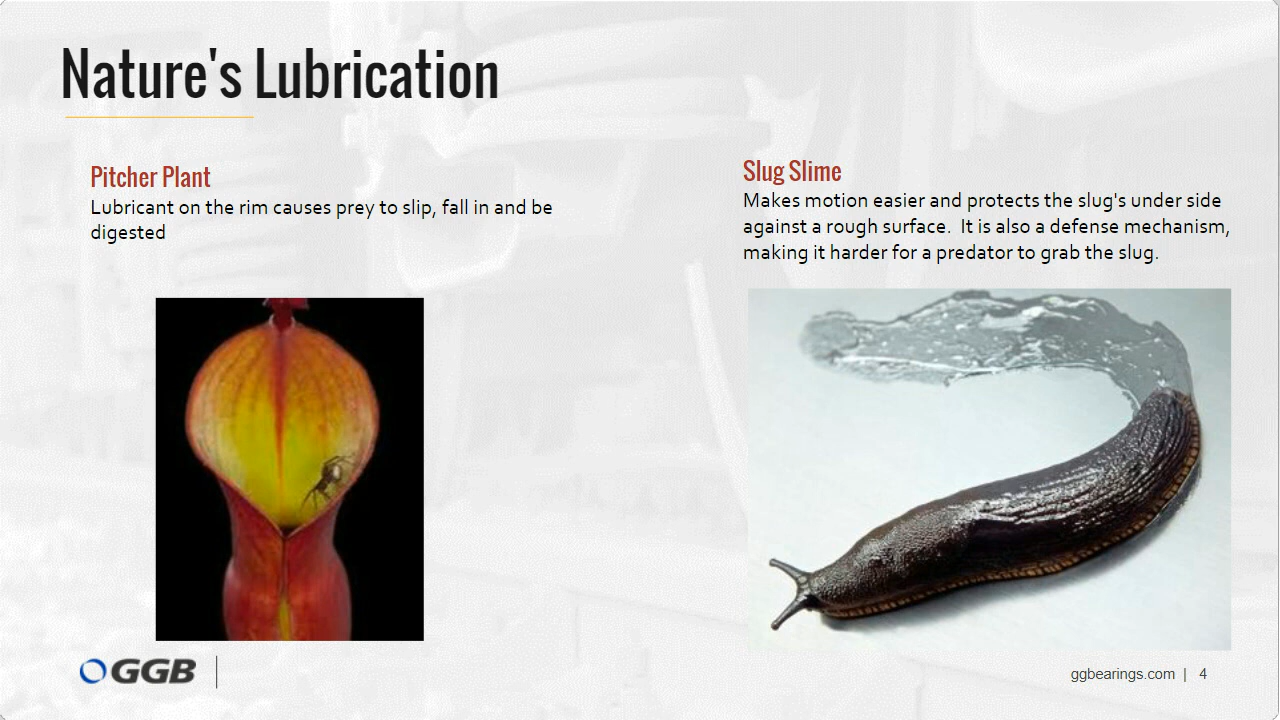 Nature's Lubrication
Pitcher Plant
Lubricant on the rim causes prey to slip, fall in and be
digested
Slug Slime
Makes motion easier and protects the slug's under side
against a rough surface.  It is also a defense mechanism,
making it harder for a predator to grab the slug.
GGB
ggbearings.com | 4